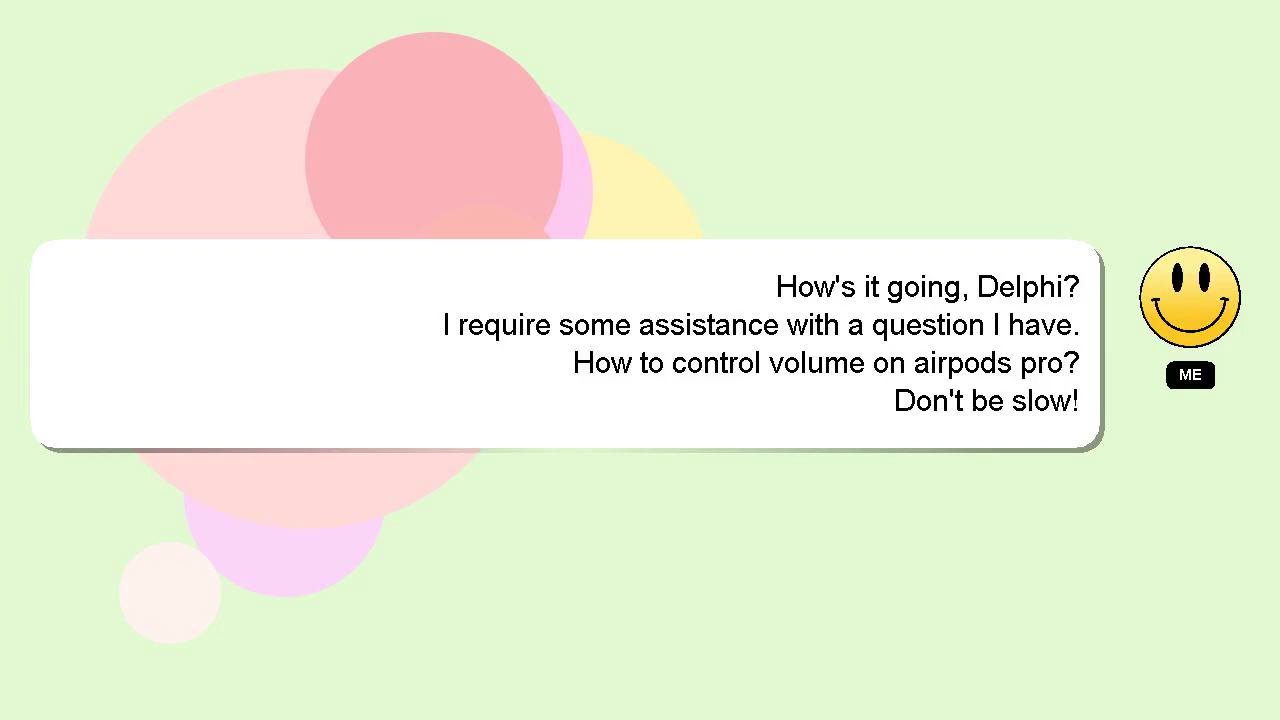 How's it going, Delphi?
I require some assistance with a question I have.
How to control volume on airpods pro?
Don't be slow!
ME